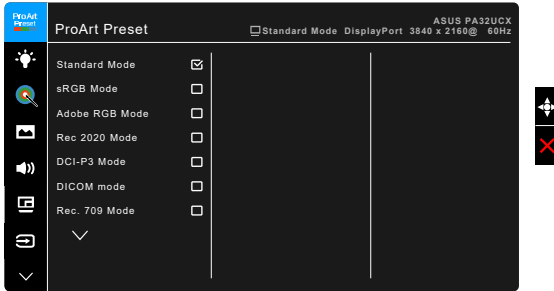 ProArt
Preset
ProArt Preset
ASUS PA32UCX
Standard Mode DisplayPort 3840 x 2160@ 60Hz
Standard Mode
sRGB Mode
Adobe RGB Mode
Rec 2020 Mode
DCI-P3 Mode
DICOM mode
Rec. 709 Mode